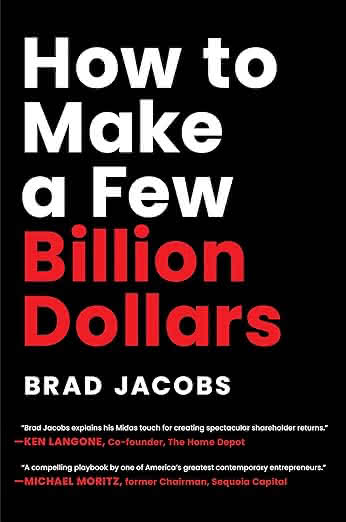 How to
Make
a Few
Billion
Dollars
BRAD JACOBS
“Brad Jacobs explains his Midas touch for creating spectacular shareholder returns.”
—KEN LANGONE, Co-founder, The Home Depot
“A compelling playbook by one of America’s greatest contemporary entrepreneurs.”
—MICHAEL MORITZ, former Chairman, Sequoia Capital